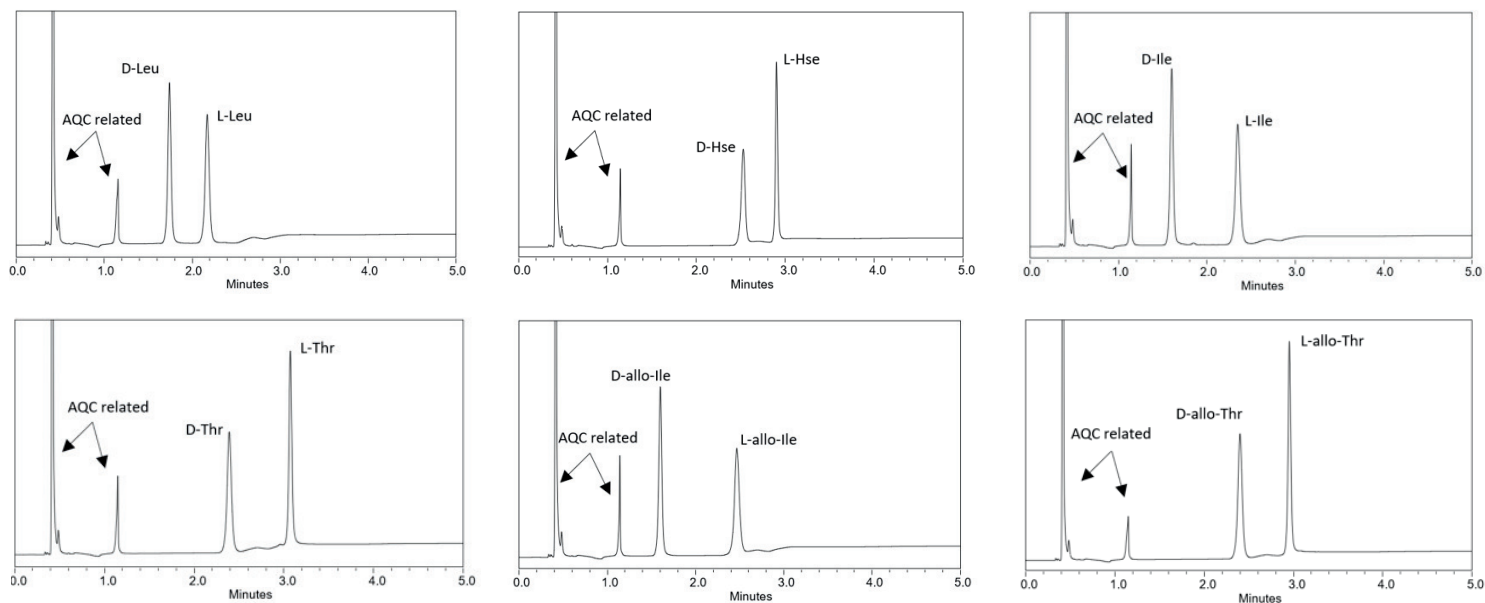 D-Leu
L-Leu
AQC related
0.0 1.0 2.0 3.0 4.0 5.0
Minutes
L-Hse
AQC related
D-Hse
0.0 1.0 2.0 3.0 4.0 5.0
Minutes
D-Ile
AQC related
L-Ile
0.0 1.0 2.0 3.0 4.0 5.0
Minutes
L-Thr
AQC related
D-Thr
0.0 1.0 2.0 3.0 4.0 5.0
Minutes
D-allo-Ile
AQC related
L-allo-Ile
0.0 1.0 2.0 3.0 4.0 5.0
Minutes
L-allo-Thr
D-allo-Thr
AQC related
0.0 1.0 2.0 3.0 4.0 5.0
Minutes